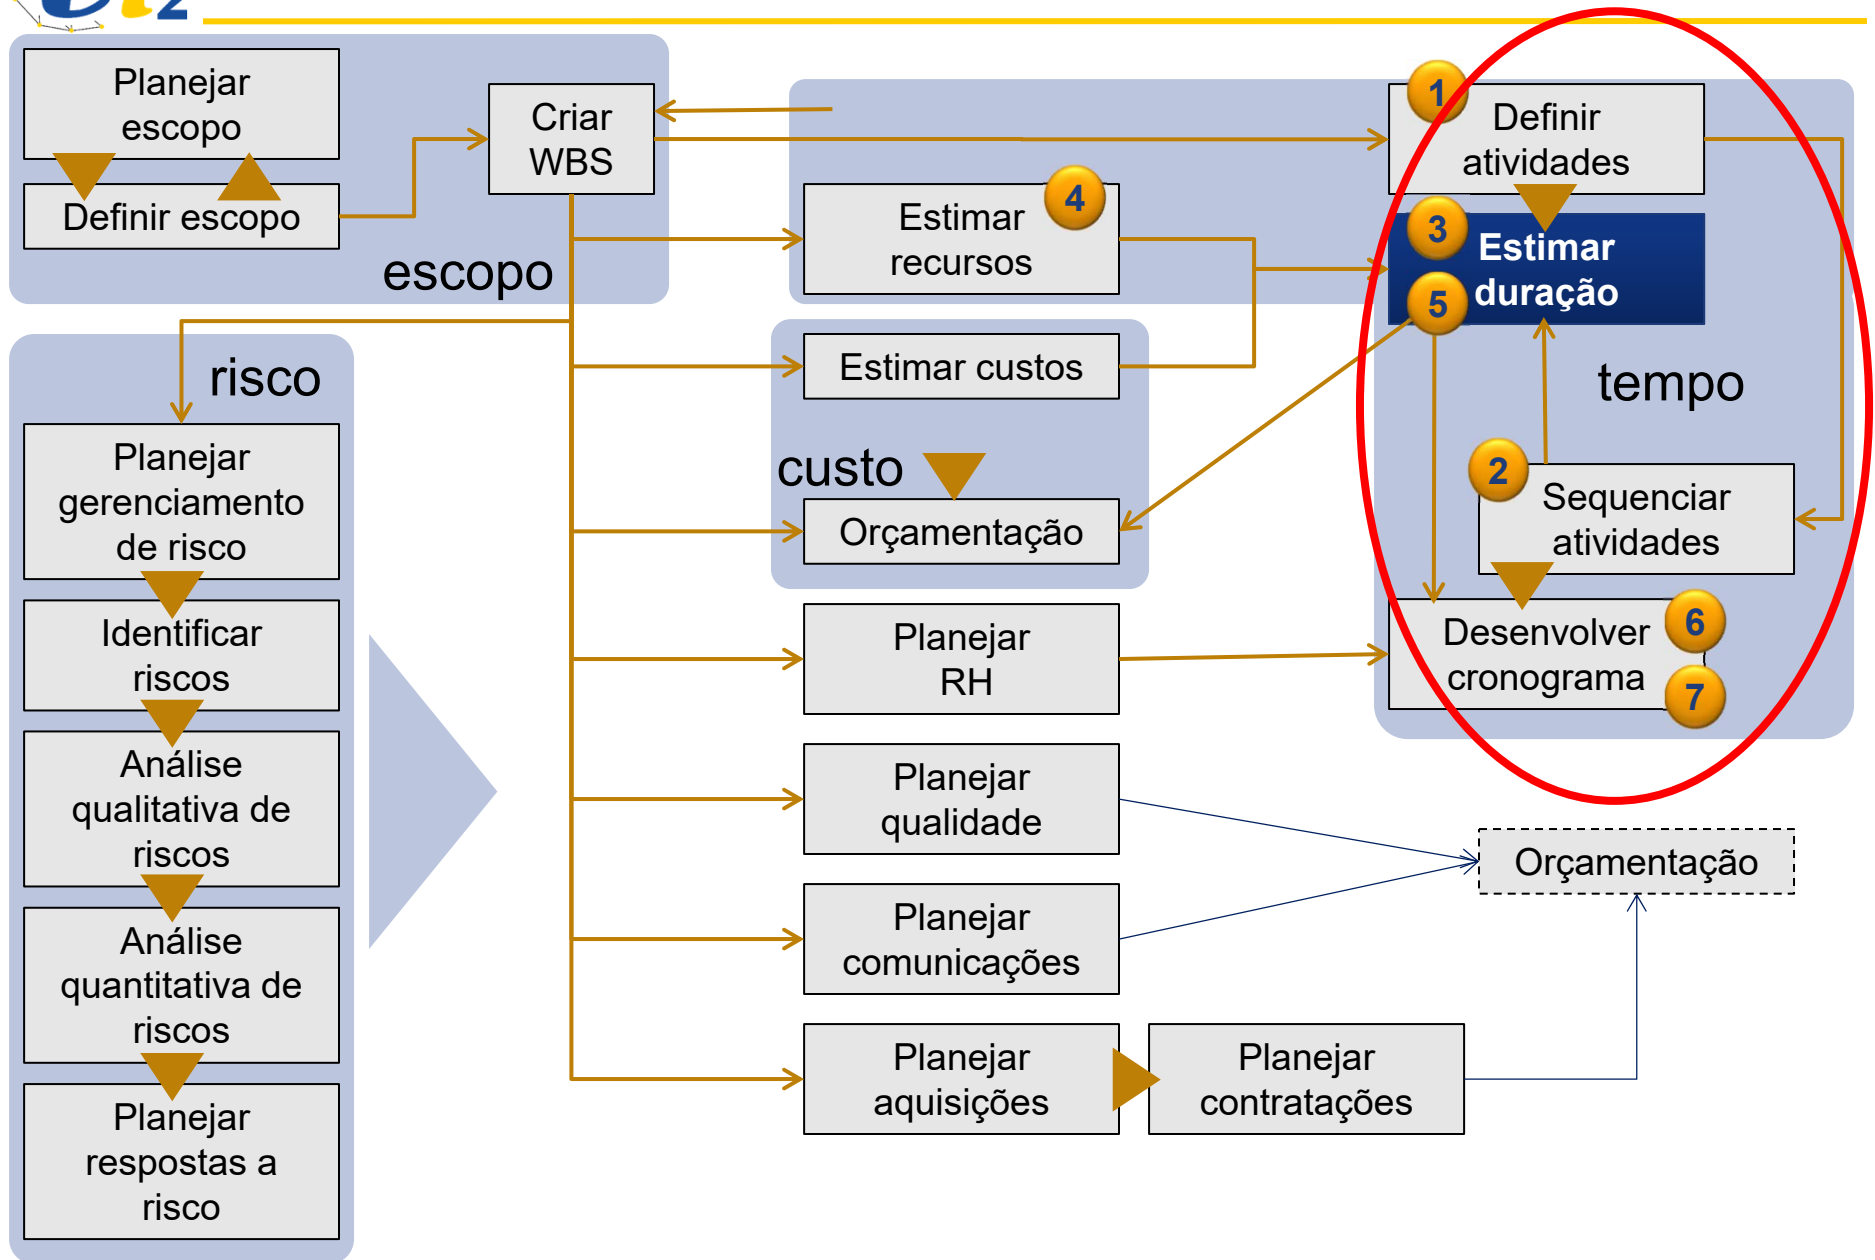 Planejar
escopo
Definir escopo
escopo
Criar
WBS
1
Definir
atividades
Estimar
recursos
4
3
Estimar
duração
5
Estimar custos
custo
Orçamentação
tempo
2
Sequenciar
atividades
Desenvolver
cronograma
6
7
risco
Planejar
gerenciamento
de risco
Identificar
riscos
Análise
qualitativa de
riscos
Análise
quantitativa de
riscos
Planejar
respostas a
risco
Planejar
RH
Planejar
qualidade
Planejar
comunicações
Orçamentação
Planejar
aquisições
Planejar
contratações